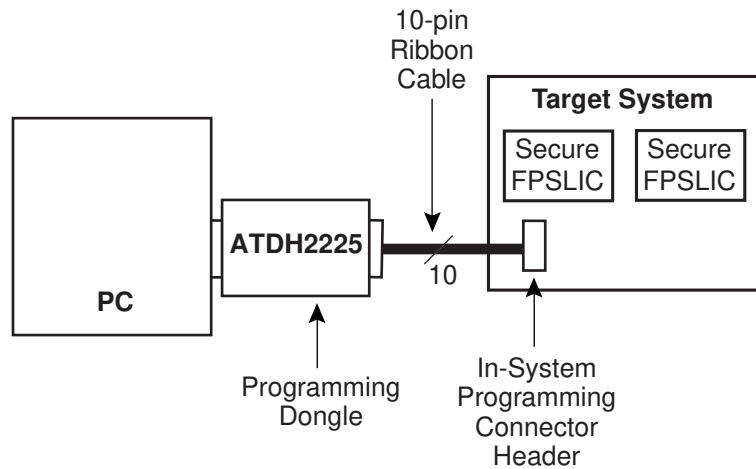 10-pin
Ribbon
Cable
Target System
Secure
FPSLIC
Secure
FPSLIC
ATDH2225
10
PC
Programming
Dongle
In-System
Programming
Connector
Header